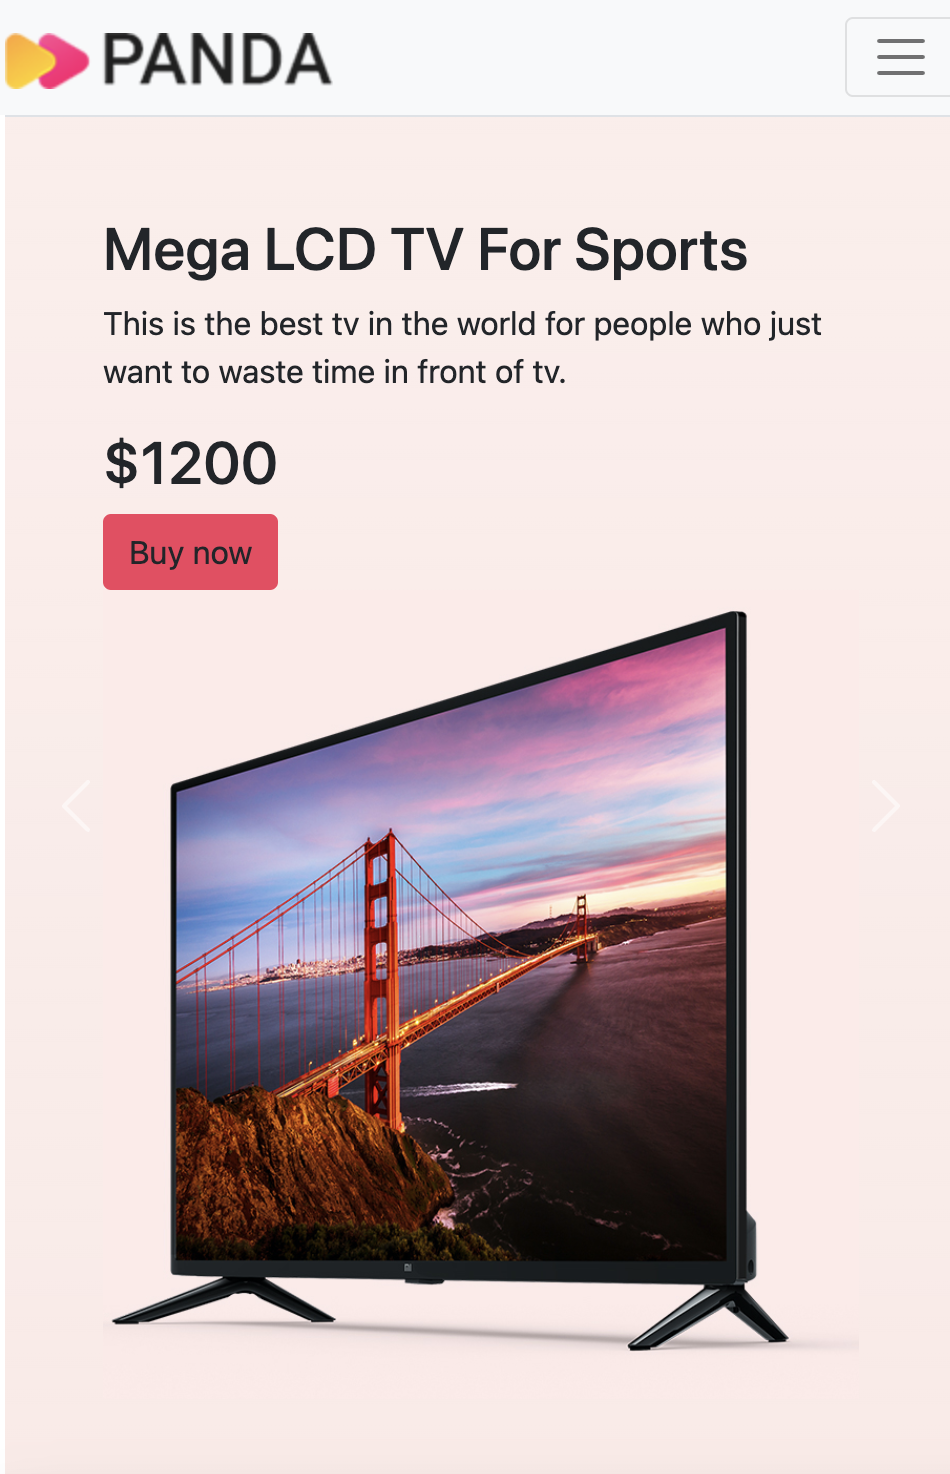 PANDA
Mega LCD TV For Sports
This is the best tv in the world for people who just
want to waste time in front of tv.
$1200
Buy now
mi